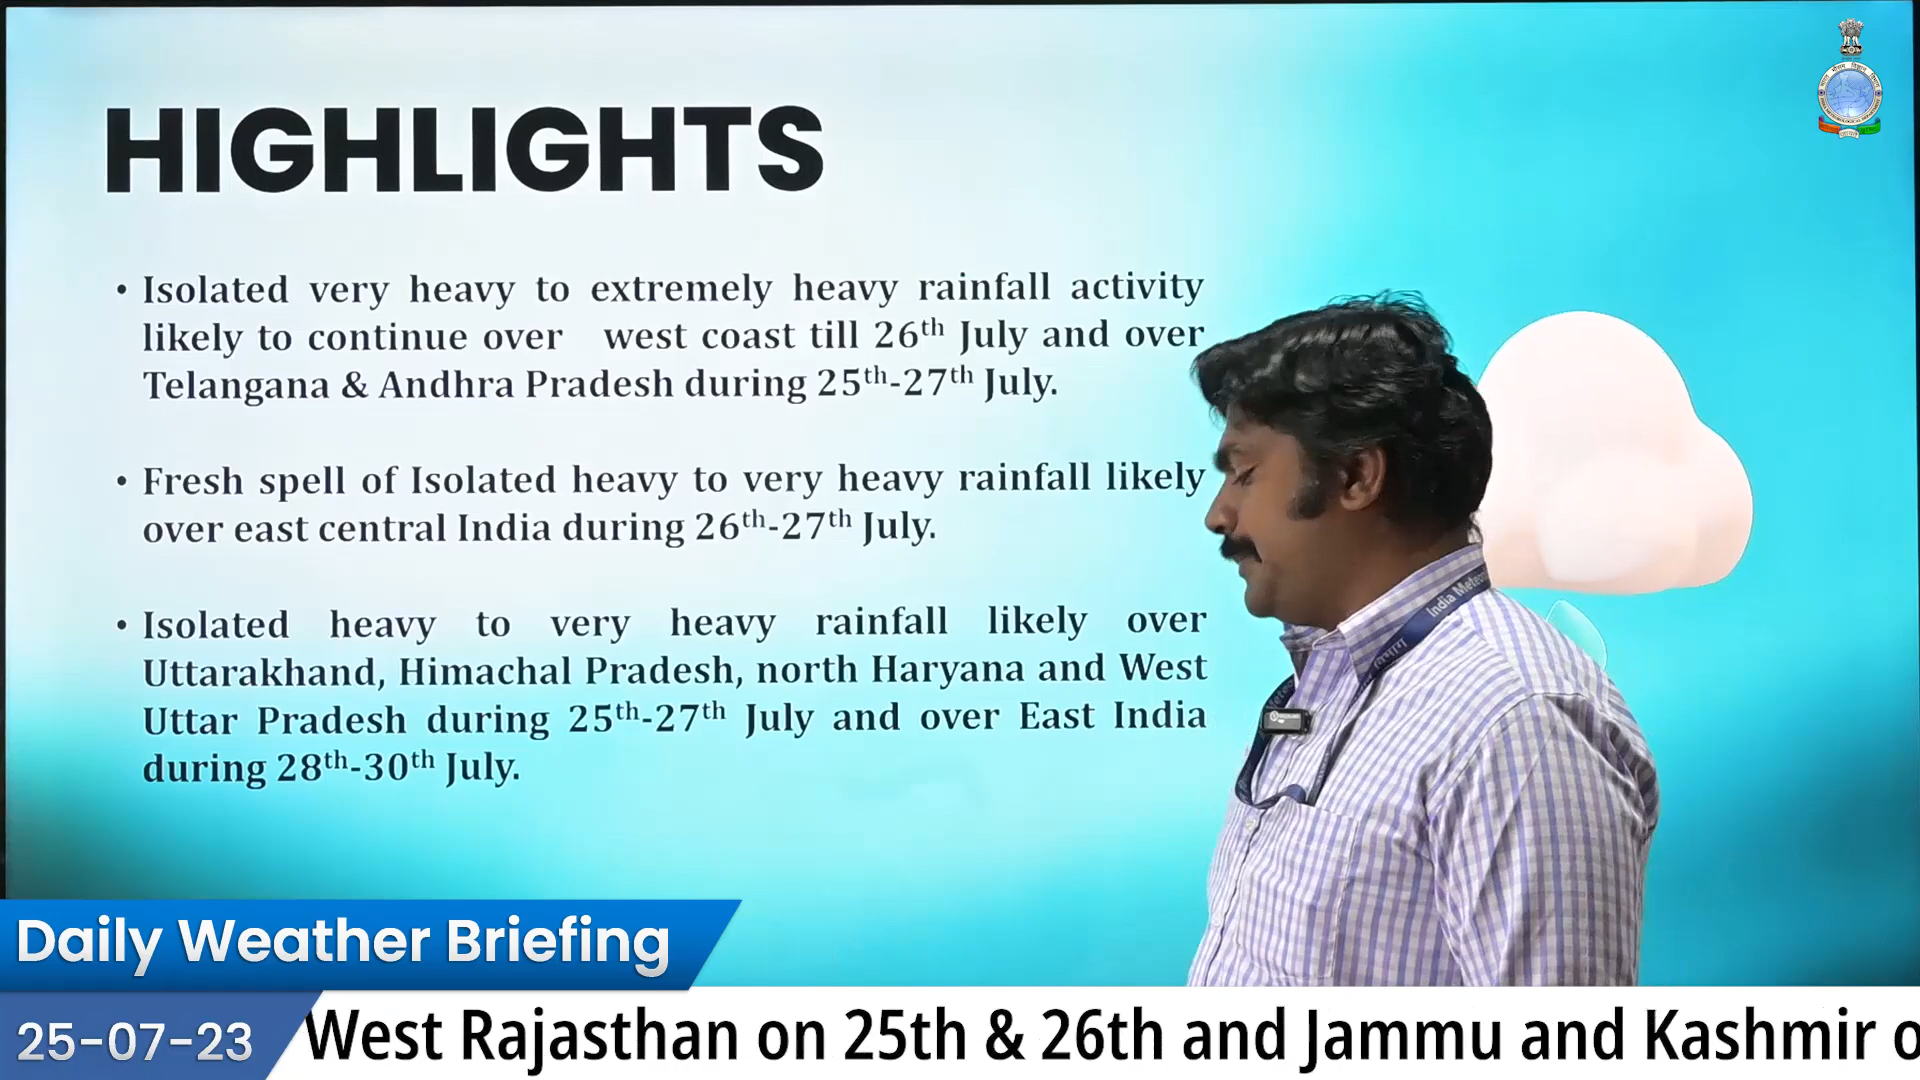 HIGHLIGHTS
• Isolated very heavy to extremely heavy rainfall activity
likely to continue over west coast till 26th July and over
Telangana & Andhra Pradesh during 25th-27th July.
• Fresh spell of Isolated heavy to very heavy rainfall likely
over east central India during 26th-27th July.
• Isolated heavy to very heavy rainfall likely over
Uttarakhand, Himachal Pradesh, north Haryana and West
Uttar Pradesh during 25th-27th July and over East India
during 28th-30th July.
India Meteo
Daily Weather Briefing
25-07-23
West Rajasthan on 25th & 26th and Jammu and Kashmir o